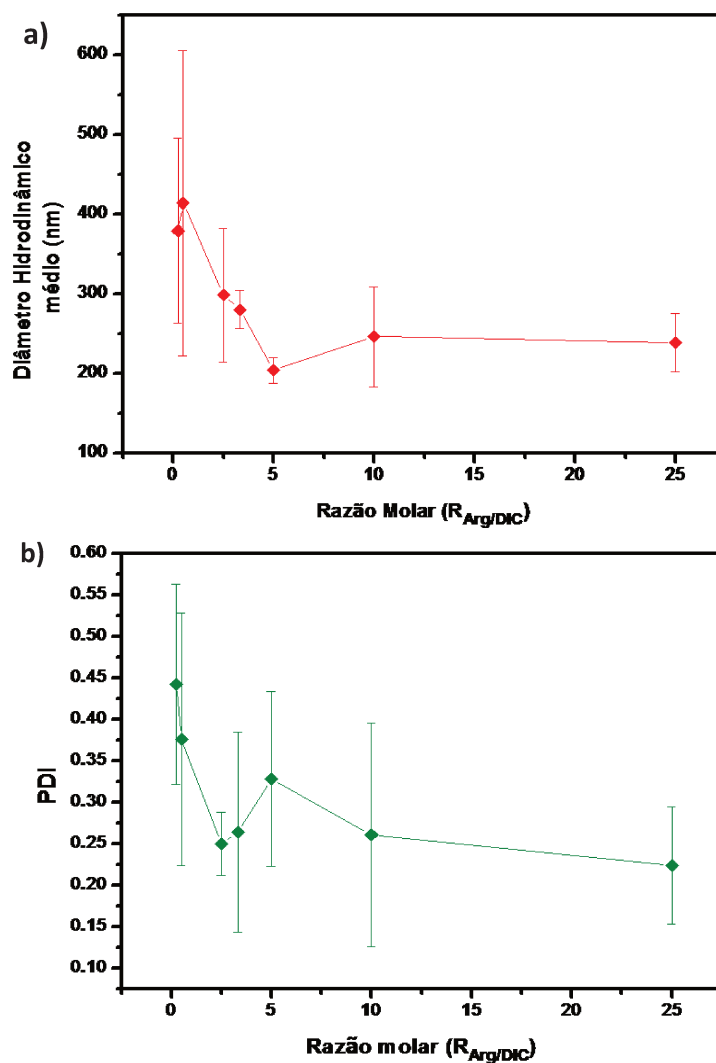 a)
600
500
400
300
200
100
Diâmetro Hidrodinâmico
médio (nm)
0 5 10 15 20 25
Razão Molar (R_Arg/DIC)
b)
0.60
0.55
0.50
0.45
0.40
0.35
0.30
0.25
0.20
0.15
0.10
PDI
0 5 10 15 20 25
Razão molar (R_Arg/DIC)